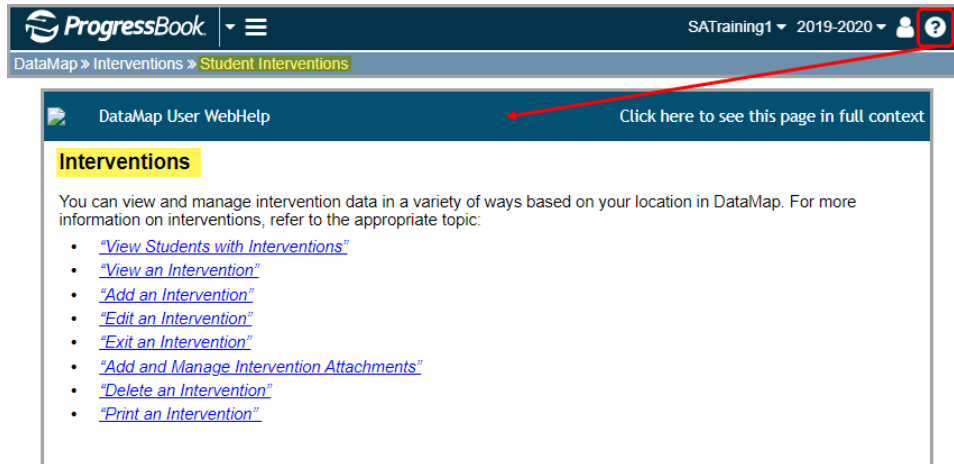 ProgressBook
SATraining1 2019-2020 ?
DataMap » Interventions » Student Interventions
DataMap User WebHelp Click here to see this page in full context
Interventions
You can view and manage intervention data in a variety of ways based on your location in DataMap. For more
information on interventions, refer to the appropriate topic:
• “View Students with Interventions”
• “View an Intervention”
• “Add an Intervention”
• “Edit an Intervention”
• “Exit an Intervention”
• “Add and Manage Intervention Attachments”
• “Delete an Intervention”
• “Print an Intervention”